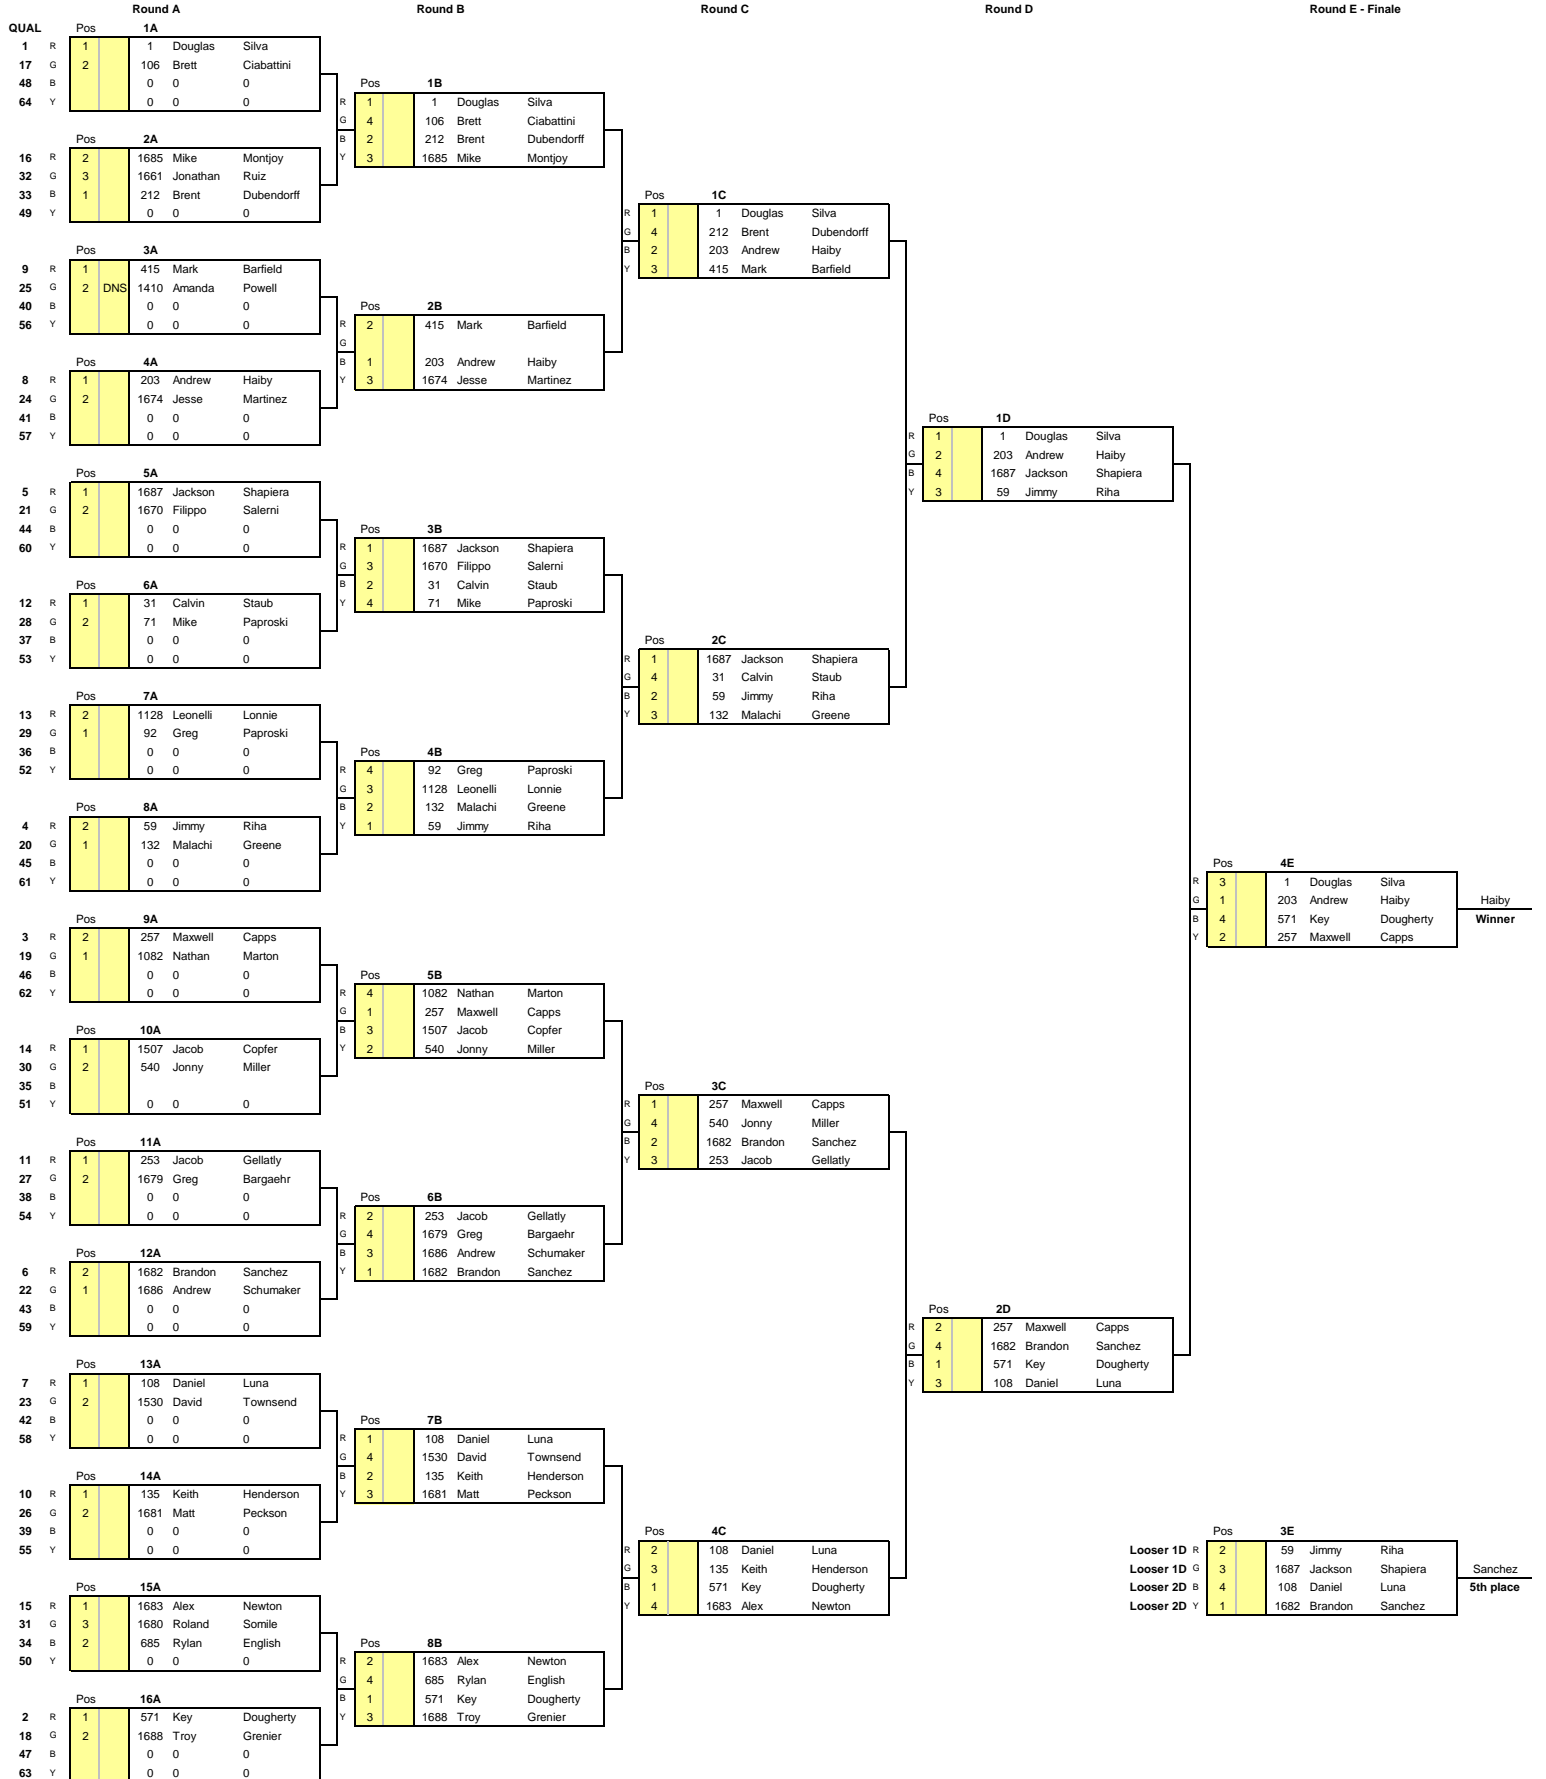 Round A Round B Round C Round D Round E - Finale
QUAL Pos 1A
1 R 1 1 Douglas Silva
17 G 2 106 Brett Ciabattini
48 B 0 0 0
64 Y 0 0 0
Pos 2A
16 R 2 1685 Mike Montjoy
32 G 3 1661 Jonathan Ruiz
33 B 1 212 Brent Dubendorff
49 Y 0 0 0
Pos 3A
9 R 1 415 Mark Barfield
25 G 2 DNS 1410 Amanda Powell
40 B 0 0 0
56 Y 0 0 0
Pos 4A
8 R 1 203 Andrew Haiby
24 G 2 1674 Jesse Martinez
41 B 0 0 0
57 Y 0 0 0
Pos 5A
5 R 1 1687 Jackson Shapiera
21 G 2 1670 Filippo Salerni
44 B 0 0 0
60 Y 0 0 0
Pos 6A
12 R 1 31 Calvin Staub
28 G 2 71 Mike Paproski
37 B 0 0 0
53 Y 0 0 0
Pos 7A
13 R 2 1128 Leonelli Lonnie
29 G 1 92 Greg Paproski
36 B 0 0 0
52 Y 0 0 0
Pos 8A
4 R 2 59 Jimmy Riha
20 G 1 132 Malachi Greene
45 B 0 0 0
61 Y 0 0 0
Pos 9A
3 R 2 257 Maxwell Capps
19 G 1 1082 Nathan Marton
46 B 0 0 0
62 Y 0 0 0
Pos 10A
14 R 1 1507 Jacob Copfer
30 G 2 540 Jonny Miller
35 B
51 Y 0 0 0
Pos 11A
11 R 1 253 Jacob Gellatly
27 G 2 1679 Greg Bargaehr
38 B 0 0 0
54 Y 0 0 0
Pos 12A
6 R 2 1682 Brandon Sanchez
22 G 1 1686 Andrew Schumaker
43 B 0 0 0
59 Y 0 0 0
Pos 13A
7 R 1 108 Daniel Luna
23 G 2 1530 David Townsend
42 B 0 0 0
58 Y 0 0 0
Pos 14A
10 R 1 135 Keith Henderson
26 G 2 1681 Matt Peckson
39 B 0 0 0
55 Y 0 0 0
Pos 15A
15 R 1 1683 Alex Newton
31 G 3 1680 Roland Somile
34 B 2 685 Rylan English
50 Y 0 0 0
Pos 16A
2 R 1 571 Key Dougherty
18 G 2 1688 Troy Grenier
47 B 0 0 0
63 Y 0 0 0
Pos 1B
R 1 1 Douglas Silva
G 4 106 Brett Ciabattini
B 2 212 Brent Dubendorff
Y 3 1685 Mike Montjoy
Pos 2B
R 2 415 Mark Barfield
G
B 1 203 Andrew Haiby
Y 3 1674 Jesse Martinez
Pos 3B
R 1 1687 Jackson Shapiera
G 3 1670 Filippo Salerni
B 2 31 Calvin Staub
Y 4 71 Mike Paproski
Pos 4B
R 4 92 Greg Paproski
G 3 1128 Leonelli Lonnie
B 2 132 Malachi Greene
Y 1 59 Jimmy Riha
Pos 5B
R 4 1082 Nathan Marton
G 1 257 Maxwell Capps
B 3 1507 Jacob Copfer
Y 2 540 Jonny Miller
Pos 6B
R 2 253 Jacob Gellatly
G 4 1679 Greg Bargaehr
B 3 1686 Andrew Schumaker
Y 1 1682 Brandon Sanchez
Pos 7B
R 1 108 Daniel Luna
G 4 1530 David Townsend
B 2 135 Keith Henderson
Y 3 1681 Matt Peckson
Pos 8B
R 2 1683 Alex Newton
G 4 685 Rylan English
B 1 571 Key Dougherty
Y 3 1688 Troy Grenier
Pos 1C
R 1 1 Douglas Silva
G 4 212 Brent Dubendorff
B 2 203 Andrew Haiby
Y 3 415 Mark Barfield
Pos 2C
R 1 1687 Jackson Shapiera
G 4 31 Calvin Staub
B 2 59 Jimmy Riha
Y 3 132 Malachi Greene
Pos 3C
R 1 257 Maxwell Capps
G 4 540 Jonny Miller
B 2 1682 Brandon Sanchez
Y 3 253 Jacob Gellatly
Pos 4C
R 2 108 Daniel Luna
G 3 135 Keith Henderson
B 1 571 Key Dougherty
Y 4 1683 Alex Newton
Pos 1D
R 1 1 Douglas Silva
G 2 203 Andrew Haiby
B 4 1687 Jackson Shapiera
Y 3 59 Jimmy Riha
Pos 2D
R 2 257 Maxwell Capps
G 4 1682 Brandon Sanchez
B 1 571 Key Dougherty
Y 3 108 Daniel Luna
Pos 4E
R 3 1 Douglas Silva
G 1 203 Andrew Haiby Haiby
B 4 571 Key Dougherty Winner
Y 2 257 Maxwell Capps
Pos 3E
Looser 1D R 2 59 Jimmy Riha
Looser 1D G 3 1687 Jackson Shapiera Sanchez
Looser 2D B 4 108 Daniel Luna 5th place
Looser 2D Y 1 1682 Brandon Sanchez